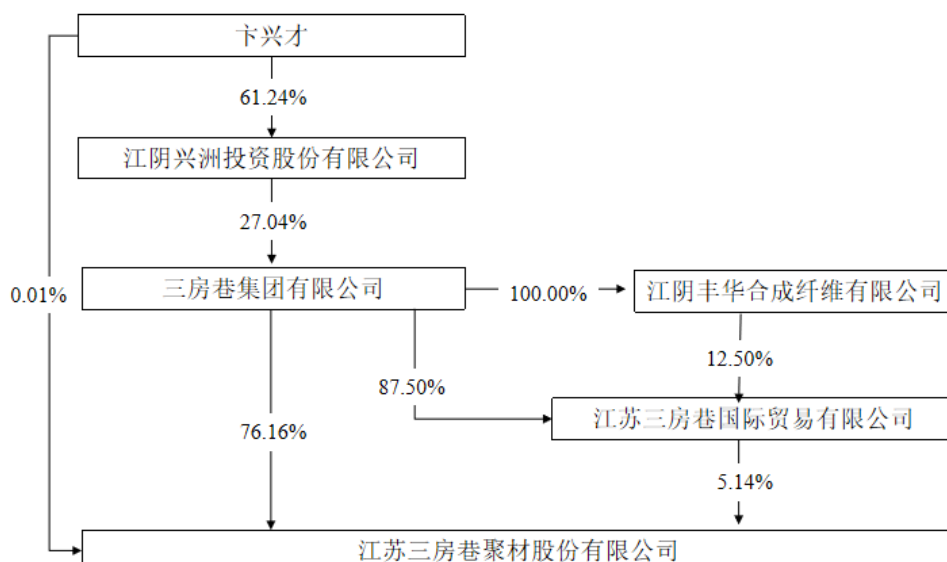 卞兴才
61.24%
江阴兴洲投资股份有限公司
27.04%
三房巷集团有限公司
0.01%
100.00%
江阴丰华合成纤维有限公司
12.50%
87.50%
江苏三房巷国际贸易有限公司
76.16%
5.14%
江苏三房巷聚材股份有限公司